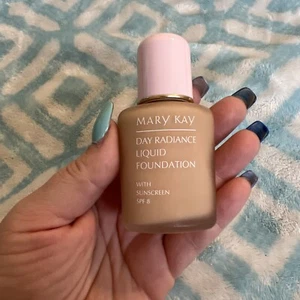 MARY KAY
DAY RADIANCE
LIQUID
FOUNDATION
WITH
SUNSCREEN
SPF 8